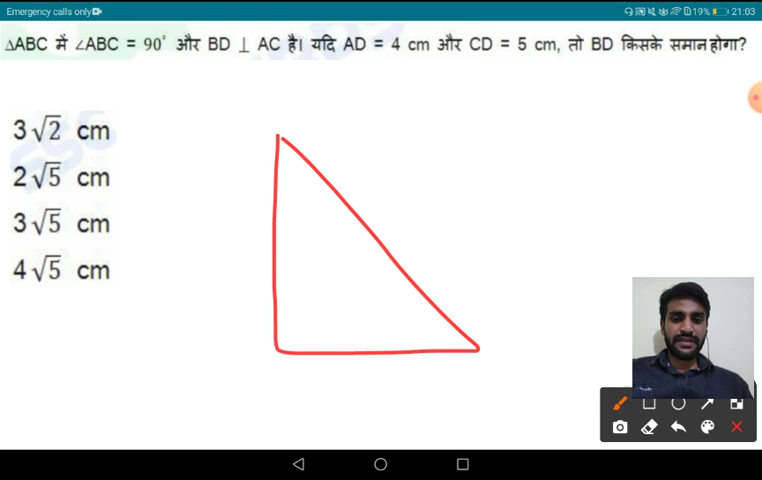 Emergency calls only 19% 21:03
△ABC में ∠ABC = 90° और BD ⊥ AC है। यदि AD = 4 cm और CD = 5 cm, तो BD किसके समान होगा?
3√2 cm
2√5 cm
3√5 cm
4√5 cm